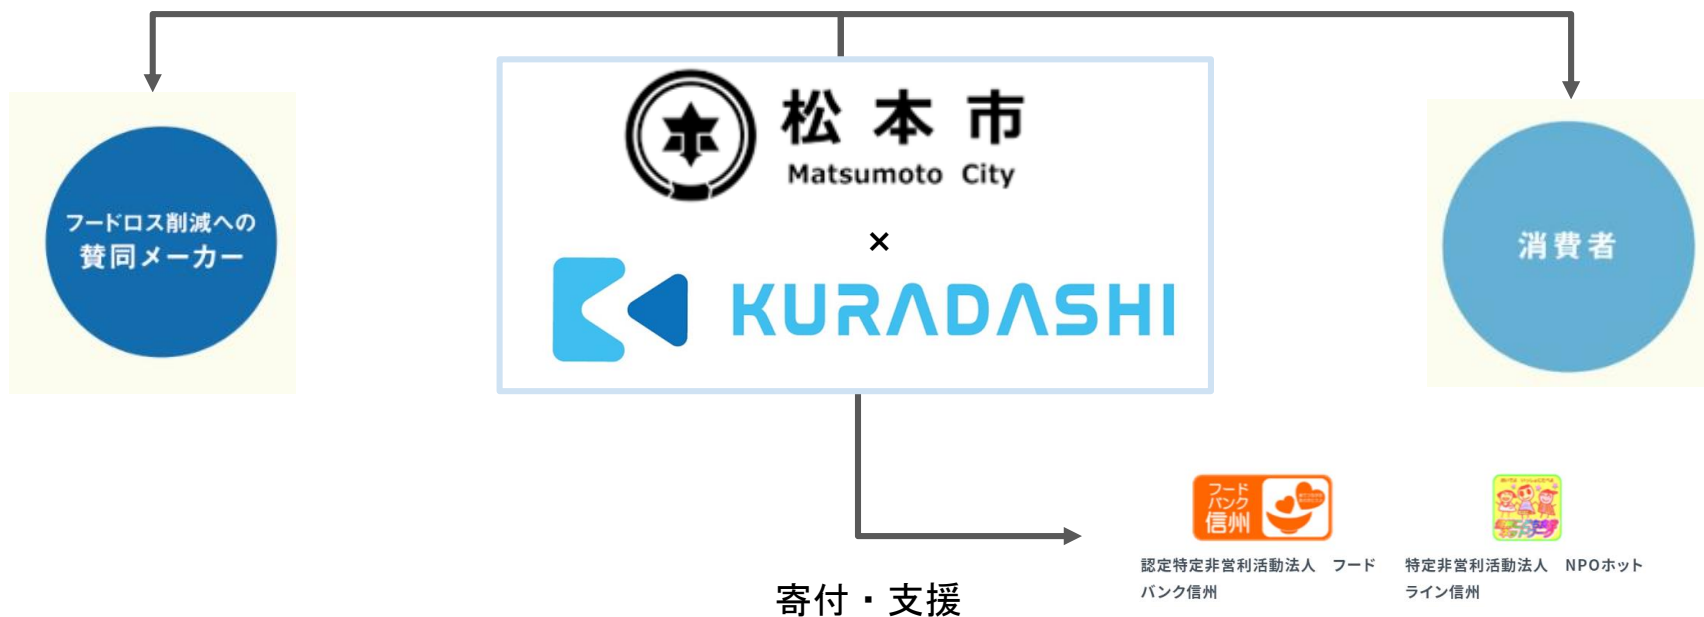 松本市
Matsumoto City
×
KURADASHI
フードロス削減への
賛同メーカー
消費者
フード
バンク
信州
認定特定非営利活動法人　フード
バンク信州
特定非営利活動法人　NPOホット
ライン信州
寄付・支援